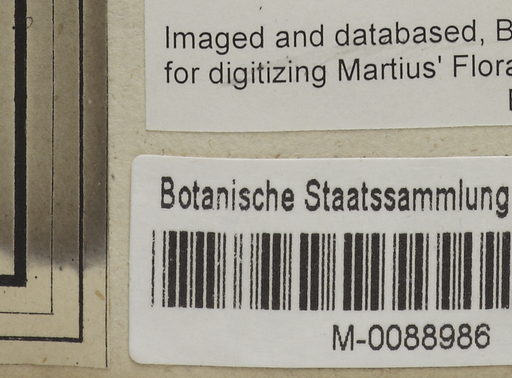 Imaged and databased,
for digitizing Martius' Flora
Botanische Staatssammlung
M-0088986